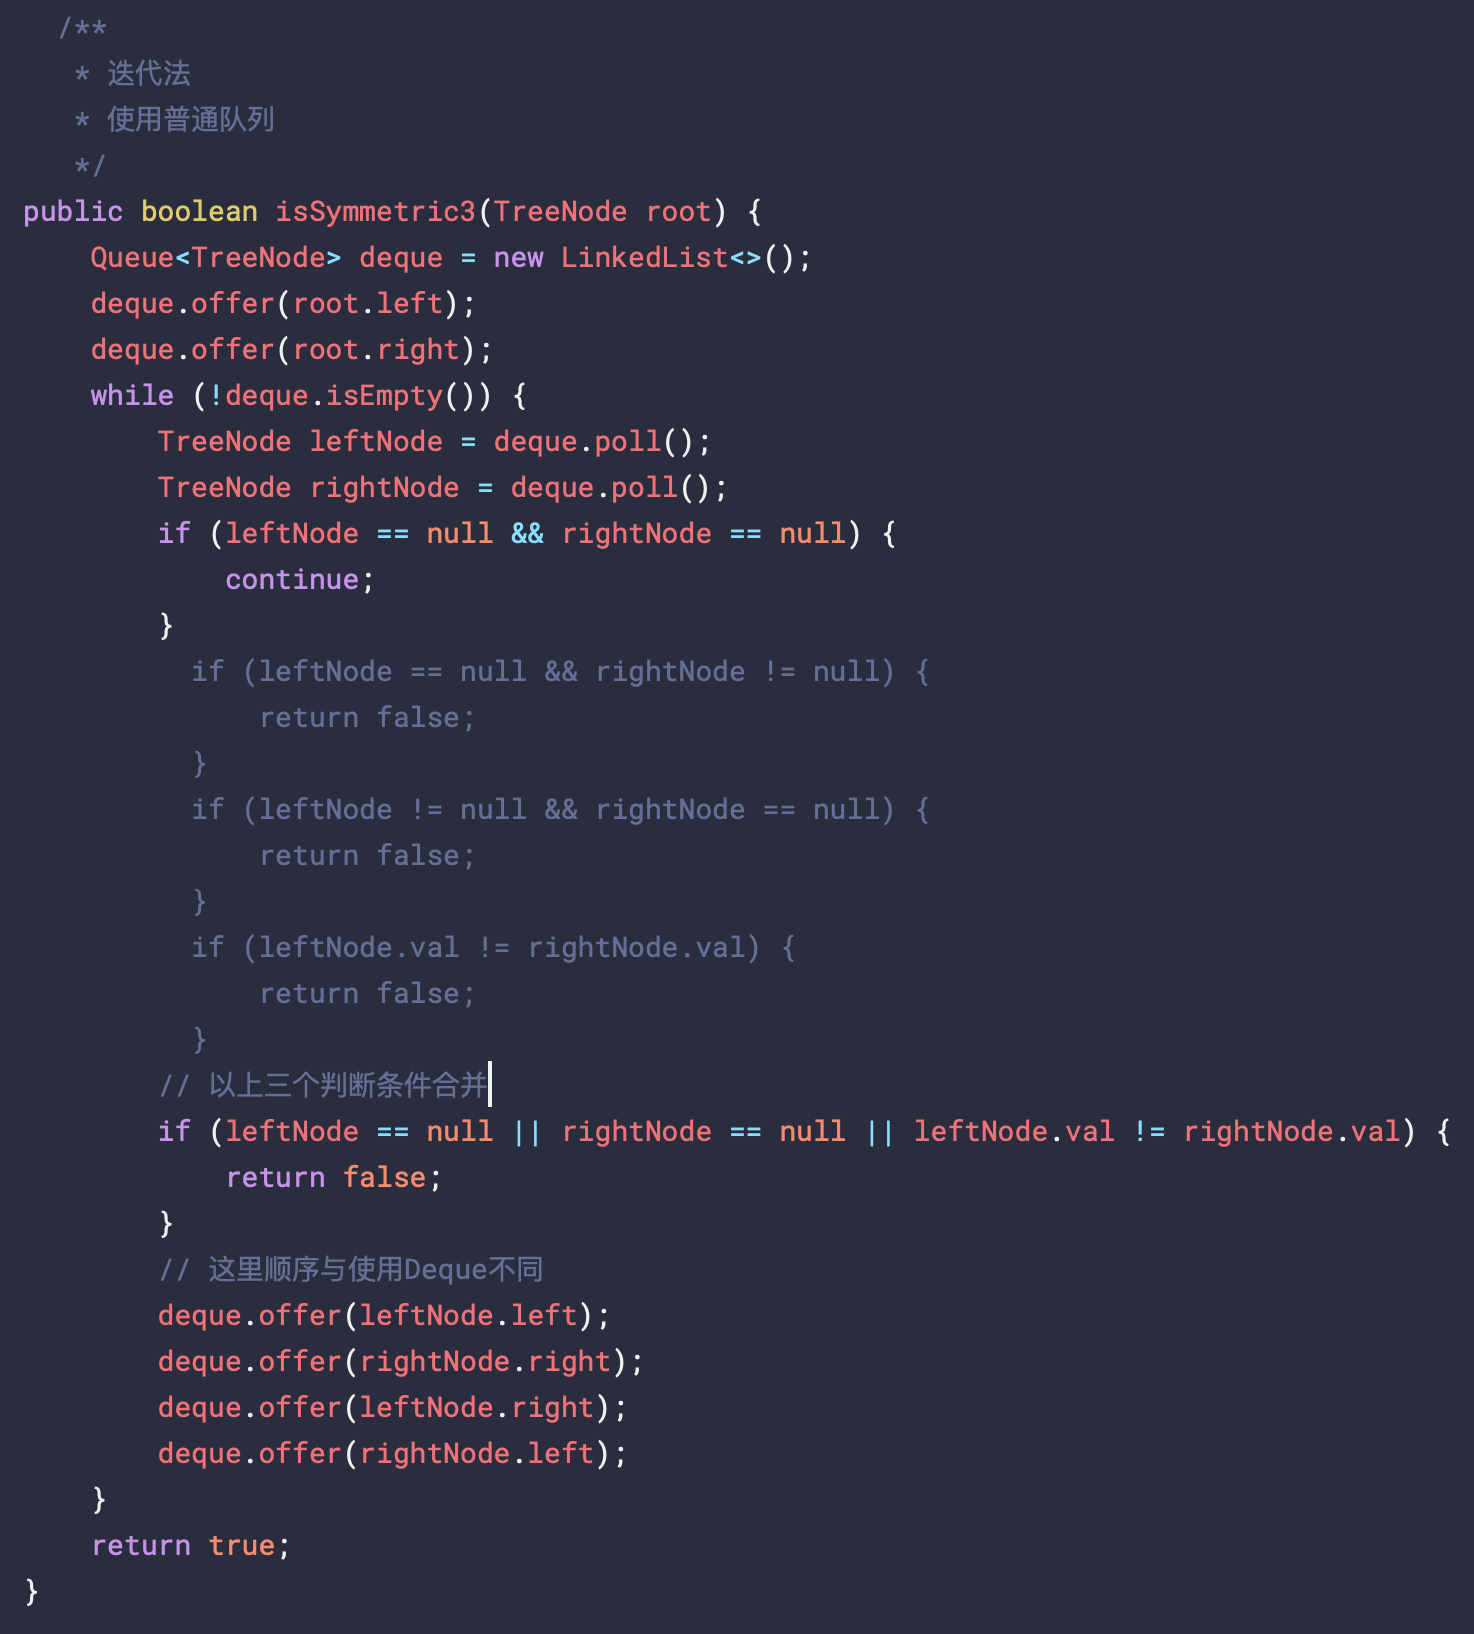 /**
 * 迭代法
 * 使用普通队列
 */
public boolean isSymmetric3(TreeNode root) {
    Queue<TreeNode> deque = new LinkedList<>();
    deque.offer(root.left);
    deque.offer(root.right);
    while (!deque.isEmpty()) {
        TreeNode leftNode = deque.poll();
        TreeNode rightNode = deque.poll();
        if (leftNode == null && rightNode == null) {
            continue;
        }
          if (leftNode == null && rightNode != null) {
              return false;
          }
          if (leftNode != null && rightNode == null) {
              return false;
          }
          if (leftNode.val != rightNode.val) {
              return false;
          }
        // 以上三个判断条件合并
        if (leftNode == null || rightNode == null || leftNode.val != rightNode.val) {
            return false;
        }
        // 这里顺序与使用Deque不同
        deque.offer(leftNode.left);
        deque.offer(rightNode.right);
        deque.offer(leftNode.right);
        deque.offer(rightNode.left);
    }
    return true;
}